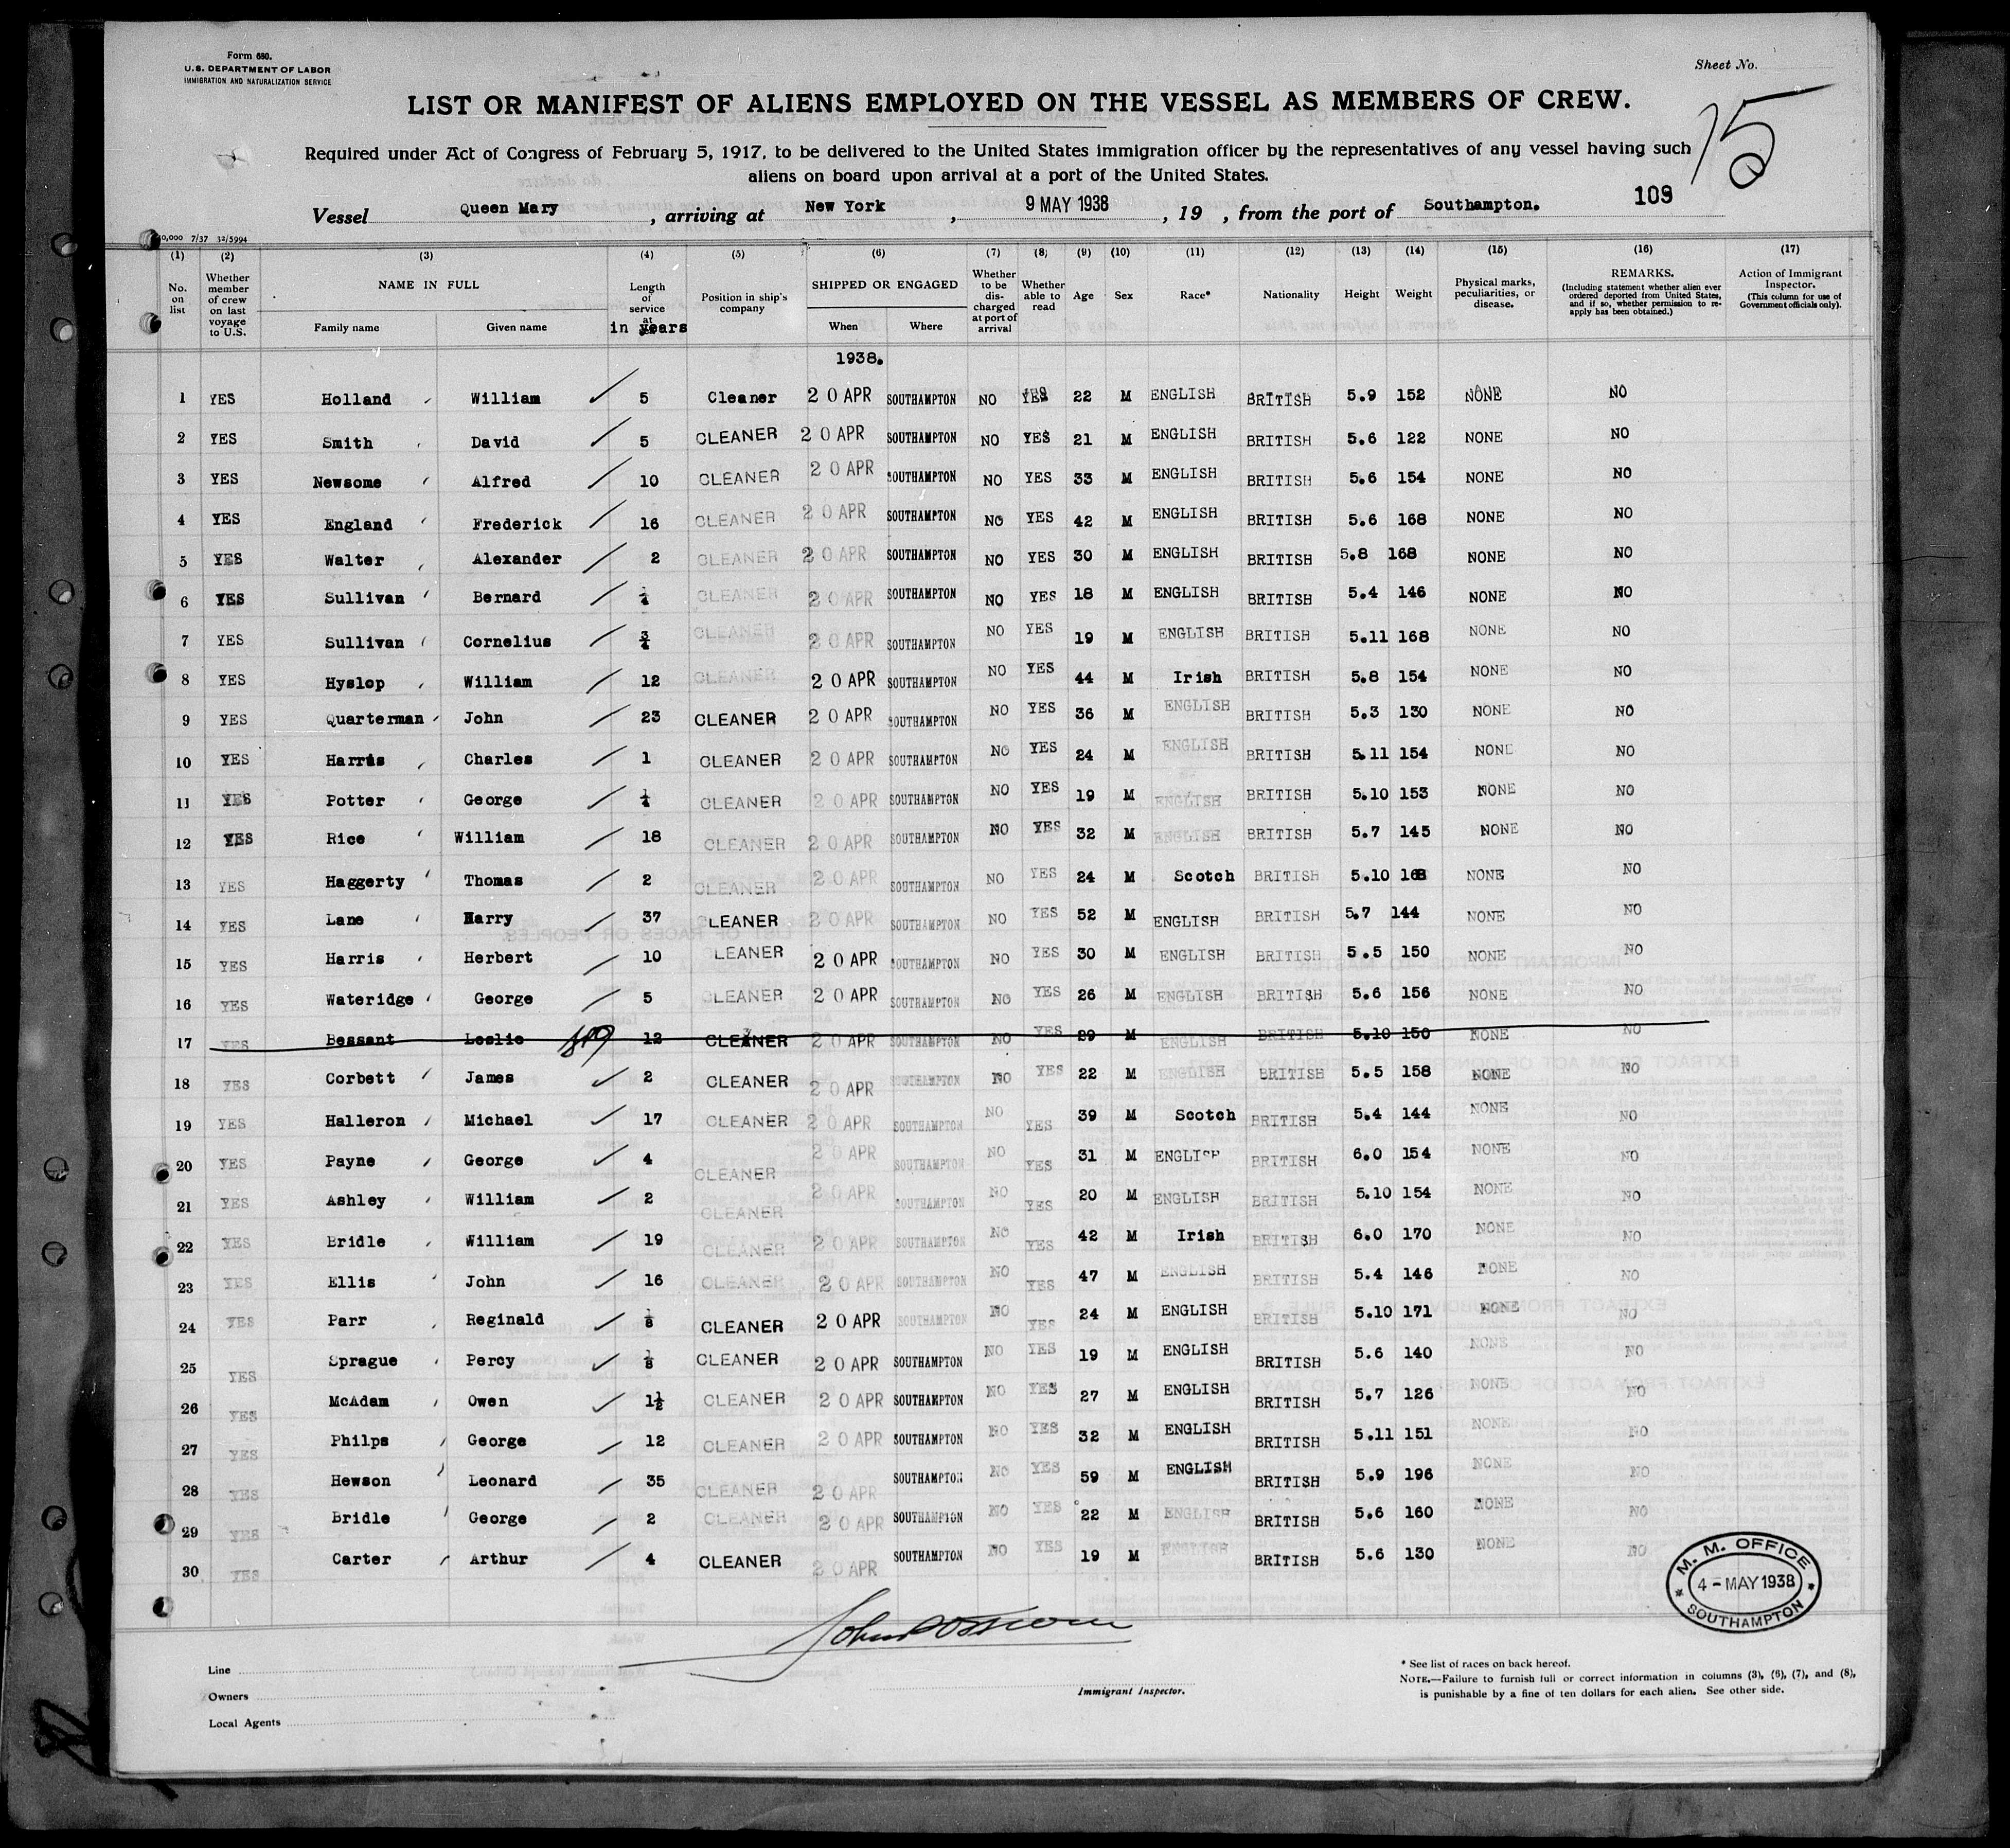 Form 680.
U.S. DEPARTMENT OF LABOR
IMMIGRATION AND NATURALIZATION SERVICE
Sheet No.
15
LIST OR MANIFEST OF ALIENS EMPLOYED ON THE VESSEL AS MEMBERS OF CREW.
Required under Act of Congress of February 5, 1917, to be delivered to the United States immigration officer by the representatives of any vessel having such
aliens on board upon arrival at a port of the United States.
109
Vessel Queen Mary, arriving at New York, 9 MAY 1938, 19 , from the port of Southampton.
0,000 7/37 32/5994
(1) (2) (3) (4) (5) (6) (7) (8) (9) (10) (11) (12) (13) (14) (15) (16) (17)
No. on list
Whether member of crew on last voyage to U.S.
NAME IN FULL
Family name
Given name
Length of service at in years
Position in ship's company
SHIPPED OR ENGAGED
When
Where
Whether to be discharged at port of arrival
Whether able to read
Age
Sex
Race*
Nationality
Height
Weight
Physical marks, peculiarities, or disease.
REMARKS.
(Including statement whether alien ever ordered deported from United States, and if so, whether permission to re-apply has been obtained.)
Action of Immigrant Inspector.
(This column for use of Government officials only).
1938.
1 YES Holland William 5 Cleaner 20 APR SOUTHAMPTON NO YES 22 M ENGLISH BRITISH 5.9 152 NONE NO
2 YES Smith David 5 CLEANER 20 APR SOUTHAMPTON NO YES 21 M ENGLISH BRITISH 5.6 122 NONE NO
3 YES Newsome Alfred 10 CLEANER 20 APR SOUTHAMPTON NO YES 33 M ENGLISH BRITISH 5.6 154 NONE NO
4 YES England Frederick 16 CLEANER 20 APR SOUTHAMPTON NO YES 42 M ENGLISH BRITISH 5.6 168 NONE NO
5 YES Walter Alexander 2 CLEANER 20 APR SOUTHAMPTON NO YES 30 M ENGLISH BRITISH 5.8 168 NONE NO
6 YES Sullivan Bernard ¼ CLEANER 20 APR SOUTHAMPTON NO YES 18 M ENGLISH BRITISH 5.4 146 NONE NO
7 YES Sullivan Cornelius ¾ CLEANER 20 APR SOUTHAMPTON NO YES 19 M ENGLISH BRITISH 5.11 168 NONE NO
8 YES Hyslop William 12 CLEANER 20 APR SOUTHAMPTON NO YES 44 M Irish BRITISH 5.8 154 NONE NO
9 YES Quarterman John 23 CLEANER 20 APR SOUTHAMPTON NO YES 36 M ENGLISH BRITISH 5.3 130 NONE NO
10 YES Harris Charles 1 CLEANER 20 APR SOUTHAMPTON NO YES 24 M ENGLISH BRITISH 5.11 154 NONE NO
11 YES Potter George ¼ CLEANER 20 APR SOUTHAMPTON NO YES 19 M ENGLISH BRITISH 5.10 153 NONE NO
12 YES Rice William 18 CLEANER 20 APR SOUTHAMPTON NO YES 32 M ENGLISH BRITISH 5.7 145 NONE NO
13 YES Haggerty Thomas 2 CLEANER 20 APR SOUTHAMPTON NO YES 24 M Scotch BRITISH 5.10 168 NONE NO
14 YES Lane Harry 37 CLEANER 20 APR SOUTHAMPTON NO YES 52 M ENGLISH BRITISH 5.7 144 NONE NO
15 YES Harris Herbert 10 LEANER 20 APR SOUTHAMPTON NO YES 30 M ENGLISH BRITISH 5.5 150 NONE NO
16 YES Wateridge George 5 CLEANER 20 APR SOUTHAMPTON NO YES 26 M ENGLISH BRITISH 5.6 156 NONE NO
17 YES Bessant Leslie 12 CLEANER 20 APR SOUTHAMPTON NO YES 29 M ENGLISH BRITISH 5.10 150 NONE NO
18 YES Corbett James 2 CLEANER 20 APR SOUTHAMPTON NO YES 22 M ENGLISH BRITISH 5.5 158 NONE NO
19 YES Halleron Michael 17 CLEANER 20 APR SOUTHAMPTON NO YES 39 M Scotch BRITISH 5.4 144 NONE NO
20 YES Payne George 4 CLEANER 20 APR SOUTHAMPTON NO YES 31 M ENGLISH BRITISH 6.0 154 NONE NO
21 YES Ashley William 2 CLEANER 20 APR SOUTHAMPTON NO YES 20 M ENGLISH BRITISH 5.10 154 NONE NO
22 YES Bridle William 19 CLEANER 20 APR SOUTHAMPTON NO YES 42 M Irish BRITISH 6.0 170 NONE NO
23 YES Ellis John 16 CLEANER 20 APR SOUTHAMPTON NO YES 47 M ENGLISH BRITISH 5.4 146 NONE NO
24 YES Parr Reginald ⅛ CLEANER 20 APR SOUTHAMPTON NO YES 24 M ENGLISH BRITISH 5.10 171 NONE NO
25 YES Sprague Percy ⅛ CLEANER 20 APR SOUTHAMPTON NO YES 19 M ENGLISH BRITISH 5.6 140 NONE NO
26 YES McAdam Owen 1½ CLEANER 20 APR SOUTHAMPTON NO YES 27 M ENGLISH BRITISH 5.7 126 NONE NO
27 YES Philps George 12 CLEANER 20 APR SOUTHAMPTON NO YES 32 M ENGLISH BRITISH 5.11 151 NONE NO
28 YES Hewson Leonard 35 CLEANER 20 APR SOUTHAMPTON NO YES 59 M ENGLISH BRITISH 5.9 196 NONE NO
29 YES Bridle George 2 CLEANER 20 APR SOUTHAMPTON NO YES 22 M ENGLISH BRITISH 5.6 160 NONE NO
30 YES Carter Arthur 4 CLEANER 20 APR SOUTHAMPTON NO YES 19 M ENGLISH BRITISH 5.6 130 NONE NO
M. M. OFFICE
4 - MAY 1938
SOUTHAMPTON
Line
Owners
Local Agents
Immigrant Inspector.
* See list of races on back hereof.
NOTE.—Failure to furnish full or correct information in columns (3), (6), (7), and (8),
is punishable by a fine of ten dollars for each alien. See other side.